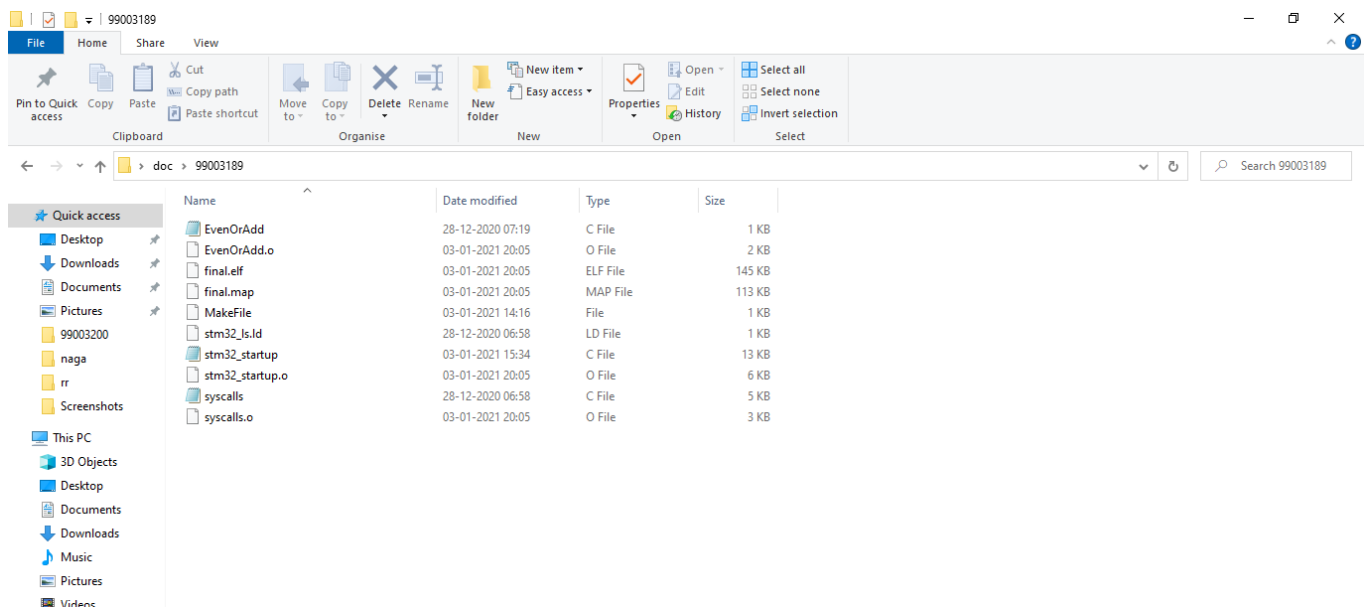 99003189
File Home Share View
Pin to Quick access
Copy
Paste
Cut
Copy path
Paste shortcut
Clipboard
Move to
Copy to
Delete
Rename
Organise
New folder
New item
Easy access
New
Properties
Open
Edit
History
Open
Select all
Select none
Invert selection
Select
> doc > 99003189
Search 99003189
Quick access
Desktop
Downloads
Documents
Pictures
99003200
naga
rr
Screenshots
This PC
3D Objects
Desktop
Documents
Downloads
Music
Pictures
Videos
Name Date modified Type Size
EvenOrAdd 28-12-2020 07:19 C File 1 KB
EvenOrAdd.o 03-01-2021 20:05 O File 2 KB
final.elf 03-01-2021 20:05 ELF File 145 KB
final.map 03-01-2021 20:05 MAP File 113 KB
MakeFile 03-01-2021 14:16 File 1 KB
stm32_ls.ld 28-12-2020 06:58 LD File 1 KB
stm32_startup 03-01-2021 15:34 C File 13 KB
stm32_startup.o 03-01-2021 20:05 O File 6 KB
syscalls 28-12-2020 06:58 C File 5 KB
syscalls.o 03-01-2021 20:05 O File 3 KB